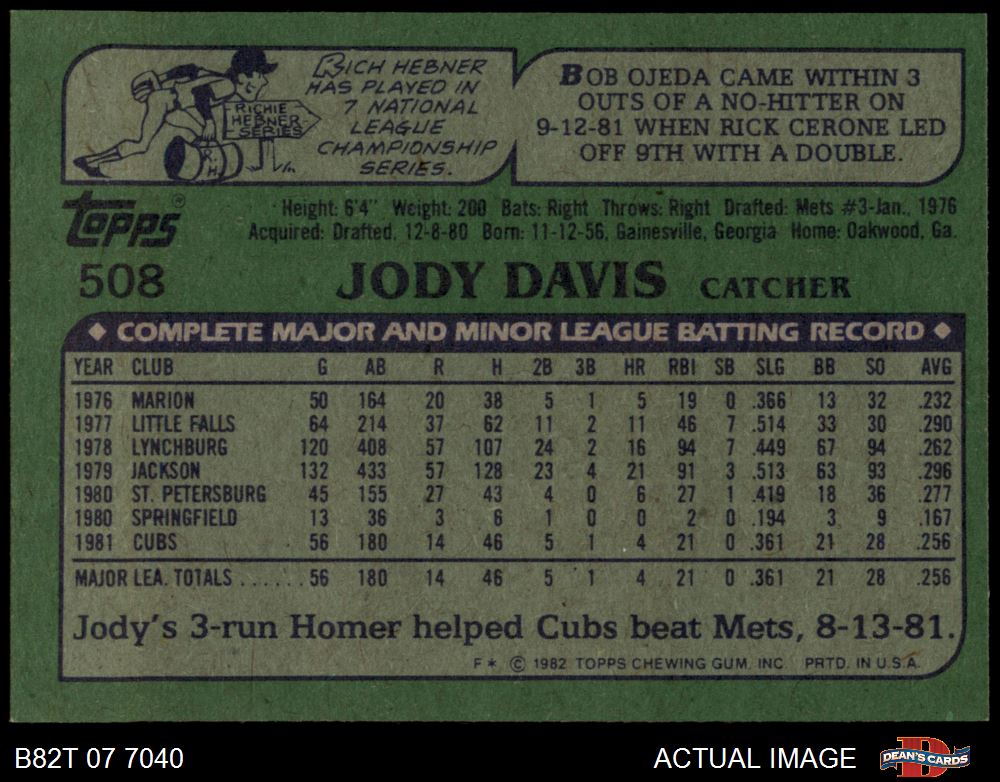 RICH HEBNER
HAS PLAYED IN
7 NATIONAL
LEAGUE
CHAMPIONSHIP
SERIES.
RICHIE
HEBNER
SERIES
R.H.
BOB OJEDA CAME WITHIN 3
OUTS OF A NO-HITTER ON
9-12-81 WHEN RICK CERONE LED
OFF 9TH WITH A DOUBLE.
Topps®
Height: 6'4" Weight: 200 Bats: Right Throws: Right Drafted: Mets #3-Jan., 1976
Acquired: Drafted, 12-8-80 Born: 11-12-56, Gainesville, Georgia Home: Oakwood, Ga.
508 JODY DAVIS CATCHER
◆ COMPLETE MAJOR AND MINOR LEAGUE BATTING RECORD ◆
YEAR CLUB G AB R H 2B 3B HR RBI SB SLG BB SO AVG
1976 MARION 50 164 20 38 5 1 5 19 0 .366 13 32 .232
1977 LITTLE FALLS 64 214 37 62 11 2 11 46 7 .514 33 30 .290
1978 LYNCHBURG 120 408 57 107 24 2 16 94 7 .449 67 94 .262
1979 JACKSON 132 433 57 128 23 4 21 91 3 .513 63 93 .296
1980 ST. PETERSBURG 45 155 27 43 4 0 6 27 1 .419 18 36 .277
1980 SPRINGFIELD 13 36 3 6 1 0 0 2 0 .194 3 9 .167
1981 CUBS 56 180 14 46 5 1 4 21 0 .361 21 28 .256
MAJOR LEA. TOTALS ....... 56 180 14 46 5 1 4 21 0 .361 21 28 .256
Jody's 3-run Homer helped Cubs beat Mets, 8-13-81.
F* © 1982 TOPPS CHEWING GUM, INC. PRTD. IN U.S.A.
B82T 07 7040 ACTUAL IMAGE DEAN'S CARDS